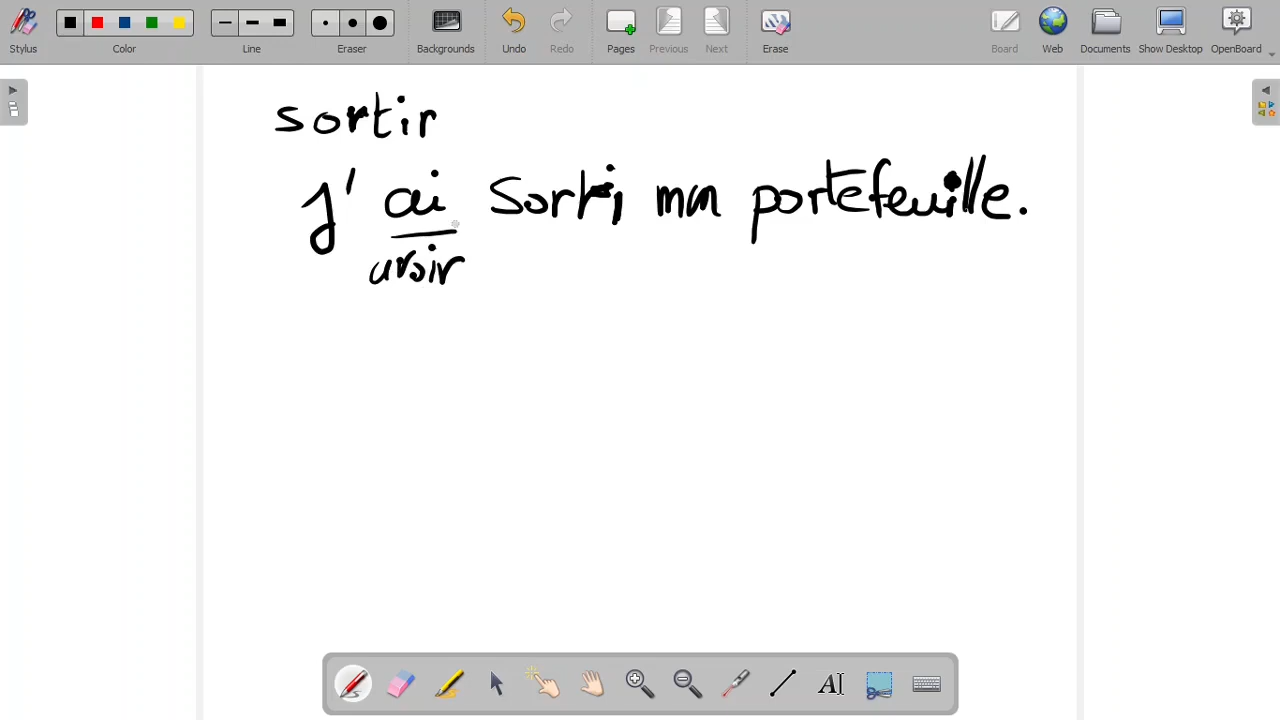 Stylus Color Line Eraser Backgrounds Undo Redo Pages Previous Next Erase Board Web Documents Show Desktop OpenBoard
sortir
j' ai sorti mon portefeuille.
avoir